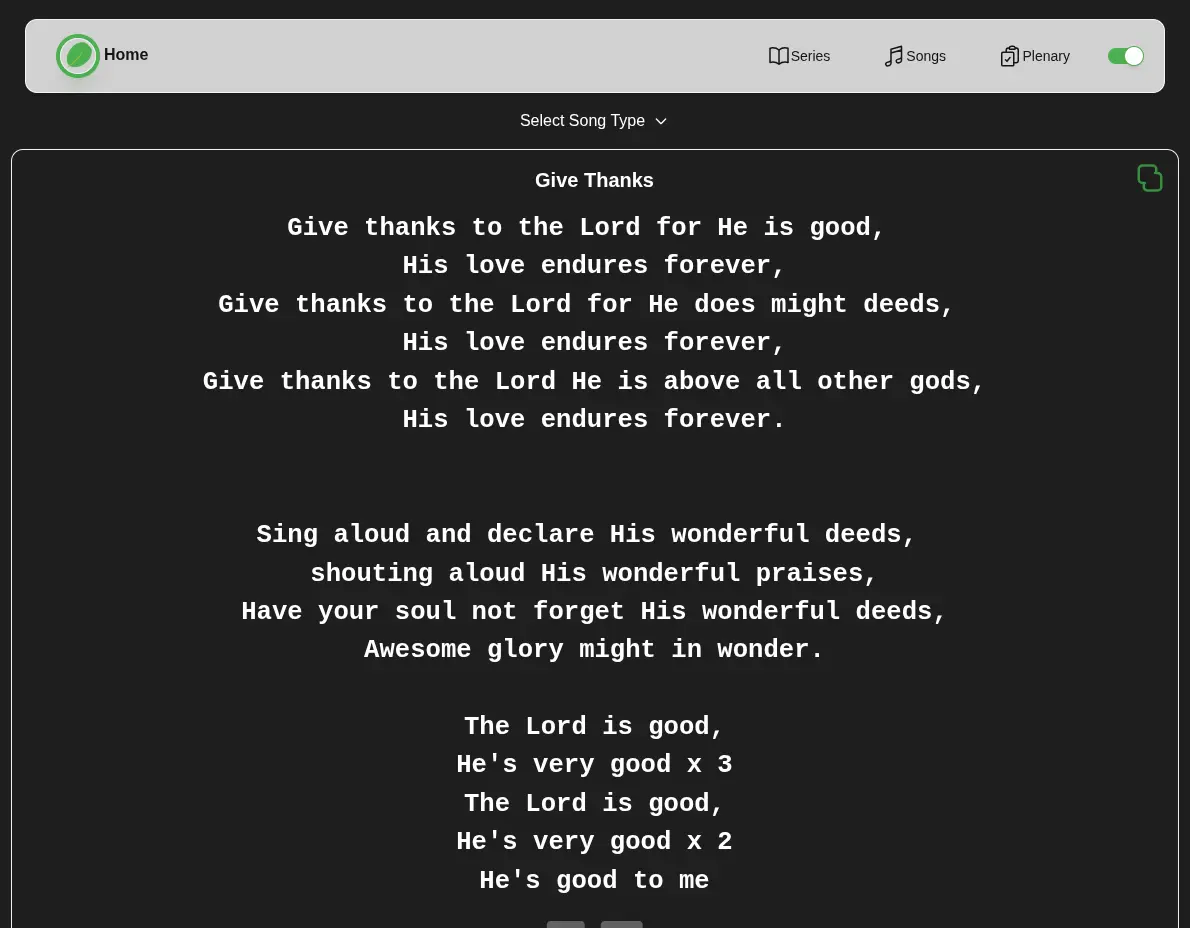 Home
Series
Songs
Plenary
Select Song Type
Give Thanks
Give thanks to the Lord for He is good,
His love endures forever,
Give thanks to the Lord for He does might deeds,
His love endures forever,
Give thanks to the Lord He is above all other gods,
His love endures forever.
Sing aloud and declare His wonderful deeds,
shouting aloud His wonderful praises,
Have your soul not forget His wonderful deeds,
Awesome glory might in wonder.
The Lord is good,
He's very good x 3
The Lord is good,
He's very good x 2
He's good to me